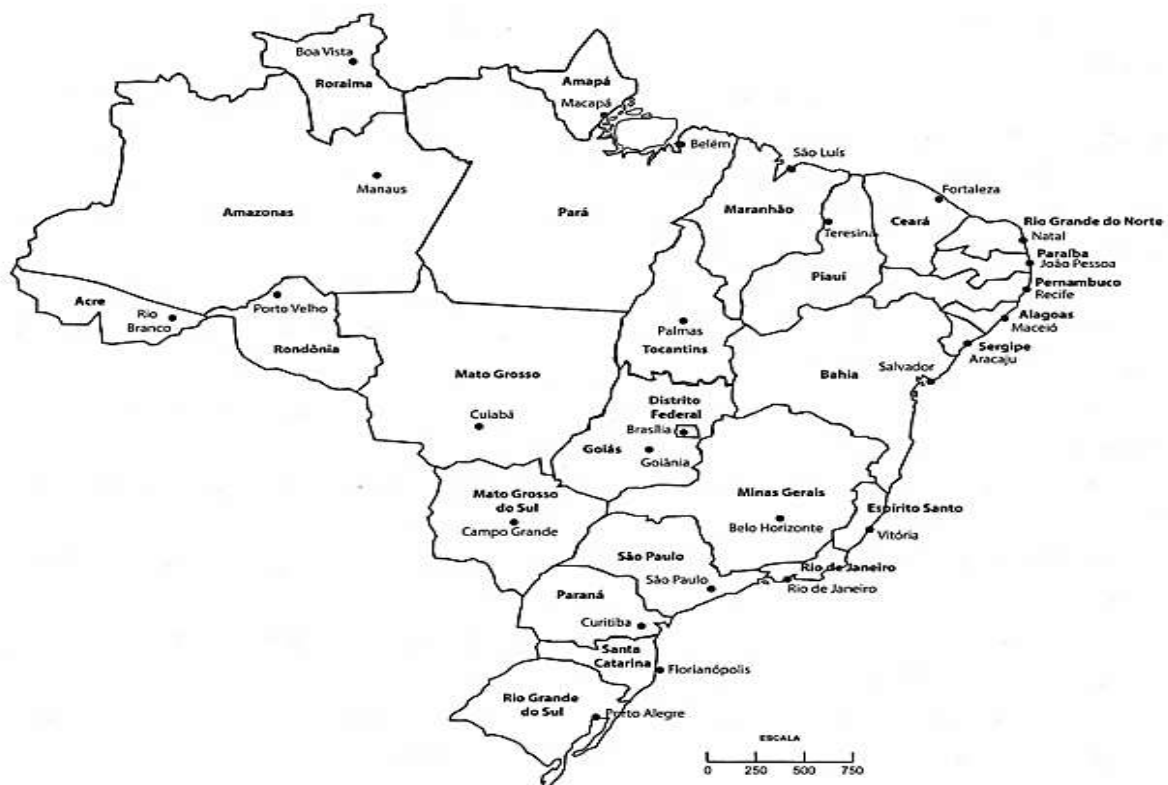 Boa Vista
Roraima
Amapá
Macapá
Belém
São Luís
Manaus
Amazonas
Pará
Maranhão
Teresina
Fortaleza
Ceará
Rio Grande do Norte
Natal
Paraíba
João Pessoa
Piauí
Pernambuco
Recife
Acre
Rio
Branco
Porto Velho
Rondônia
Palmas
Tocantins
Alagoas
Maceió
Sergipe
Aracaju
Mato Grosso
Cuiabá
Bahia
Salvador
Distrito
Federal
Brasília
Goiás
Goiânia
Mato Grosso
do Sul
Campo Grande
Minas Gerais
Belo Horizonte
Espírito Santo
Vitória
São Paulo
São Paulo
Rio de Janeiro
Rio de Janeiro
Paraná
Curitiba
Santa
Catarina
Florianópolis
Rio Grande
do Sul
Preto Alegre
ESCALA
0 250 500 750